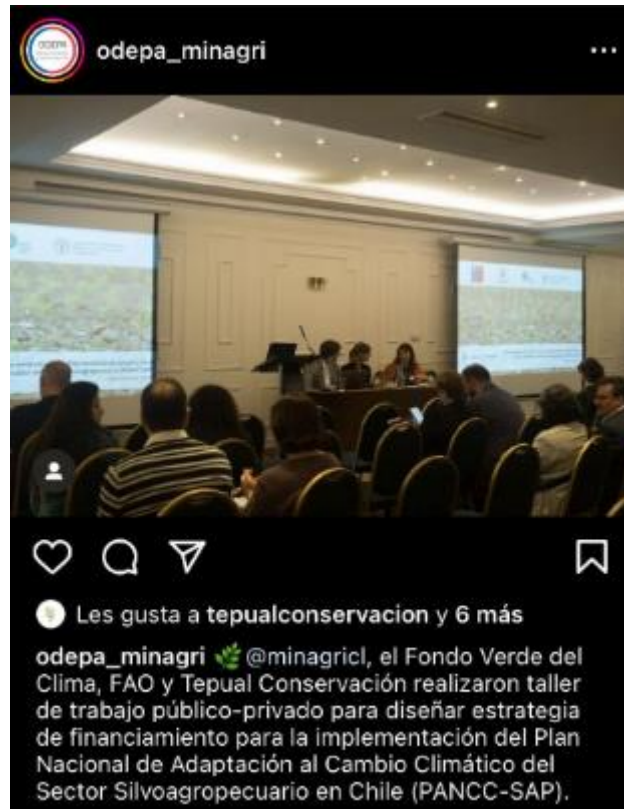 ODEPA
odepa_minagri
Les gusta a tepualconservacion y 6 más
odepa_minagri 🌿 @minagricl, el Fondo Verde del
Clima, FAO y Tepual Conservación realizaron taller
de trabajo público-privado para diseñar estrategia
de financiamiento para la implementación del Plan
Nacional de Adaptación al Cambio Climático del
Sector Silvoagropecuario en Chile (PANCC-SAP).